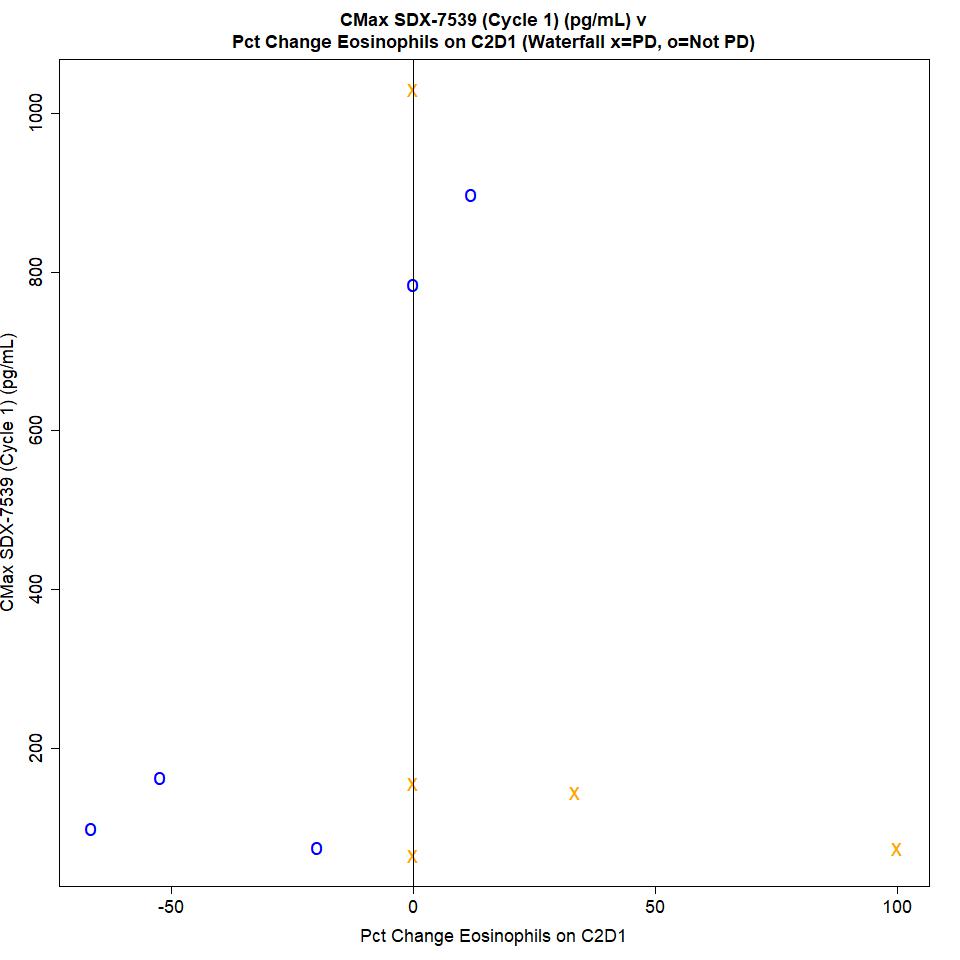 CMax SDX-7539 (Cycle 1) (pg/mL) v
Pct Change Eosinophils on C2D1 (Waterfall x=PD, o=Not PD)
CMax SDX-7539 (Cycle 1) (pg/mL)
1000
800
600
400
200
X
O
O
O
X
X
O
O
X
X
-50
0
50
100
Pct Change Eosinophils on C2D1